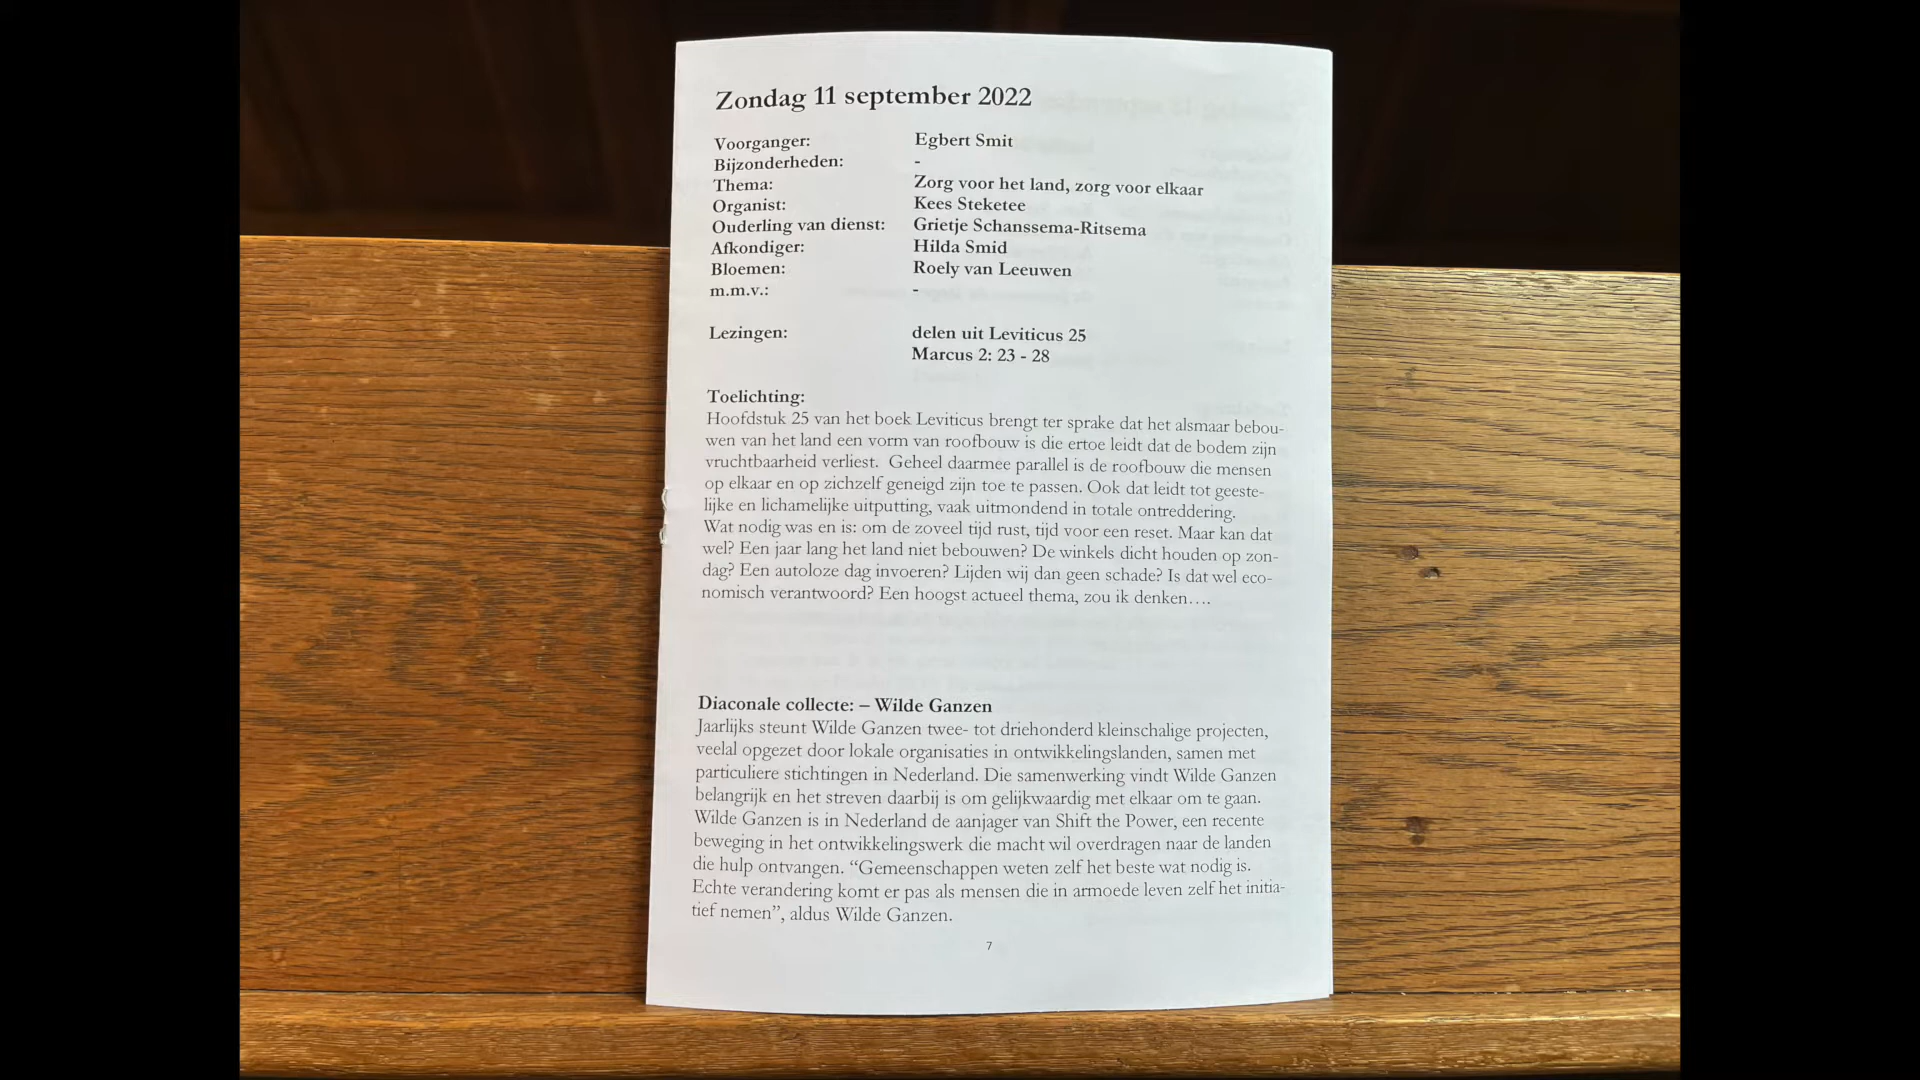 Zondag 11 september 2022
Voorganger: Egbert Smit
Bijzonderheden: -
Thema: Zorg voor het land, zorg voor elkaar
Organist: Kees Steketee
Ouderling van dienst: Grietje Schanssema-Ritsema
Afkondiger: Hilda Smid
Bloemen: Roely van Leeuwen
m.m.v.: -
Lezingen: delen uit Leviticus 25
Marcus 2: 23 - 28
Toelichting:
Hoofdstuk 25 van het boek Leviticus brengt ter sprake dat het alsmaar bebou-
wen van het land een vorm van roofbouw is die ertoe leidt dat de bodem zijn
vruchtbaarheid verliest. Geheel daarmee parallel is de roofbouw die mensen
op elkaar en op zichzelf geneigd zijn toe te passen. Ook dat leidt tot geeste-
lijke en lichamelijke uitputting, vaak uitmondend in totale ontreddering.
Wat nodig was en is: om de zoveel tijd rust, tijd voor een reset. Maar kan dat
wel? Een jaar lang het land niet bebouwen? De winkels dicht houden op zon-
dag? Een autoloze dag invoeren? Lijden wij dan geen schade? Is dat wel eco-
nomisch verantwoord? Een hoogst actueel thema, zou ik denken….
Diaconale collecte: – Wilde Ganzen
Jaarlijks steunt Wilde Ganzen twee- tot driehonderd kleinschalige projecten,
veelal opgezet door lokale organisaties in ontwikkelingslanden, samen met
particuliere stichtingen in Nederland. Die samenwerking vindt Wilde Ganzen
belangrijk en het streven daarbij is om gelijkwaardig met elkaar om te gaan.
Wilde Ganzen is in Nederland de aanjager van Shift the Power, een recente
beweging in het ontwikkelingswerk die macht wil overdragen naar de landen
die hulp ontvangen. “Gemeenschappen weten zelf het beste wat nodig is.
Echte verandering komt er pas als mensen die in armoede leven zelf het initia-
tief nemen”, aldus Wilde Ganzen.
7